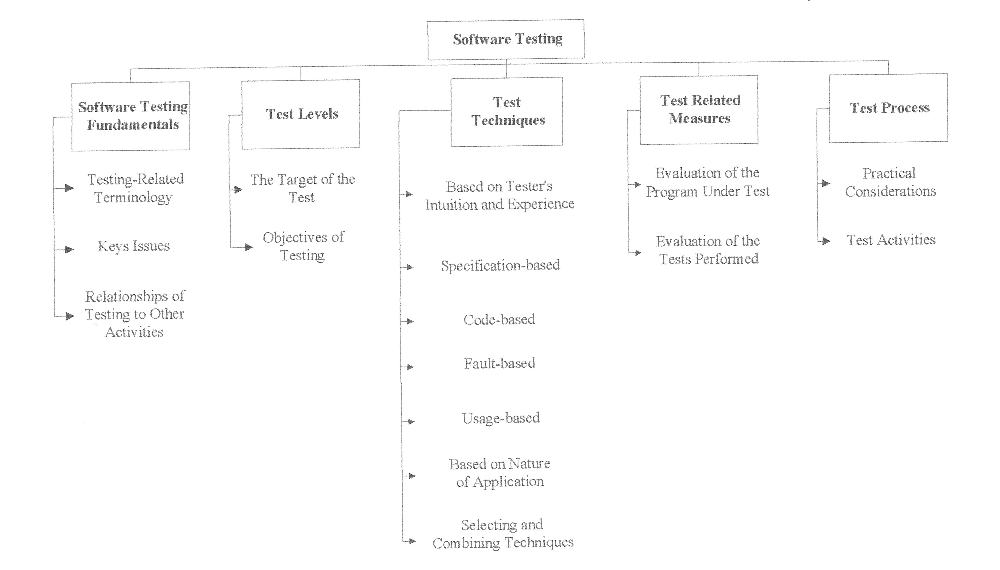 Software Testing
Software Testing
Fundamentals
Testing-Related
Terminology
Keys Issues
Relationships of
Testing to Other
Activities
Test Levels
The Target of the
Test
Objectives of
Testing
Test
Techniques
Based on Tester's
Intuition and Experience
Specification-based
Code-based
Fault-based
Usage-based
Based on Nature
of Application
Selecting and
Combining Techniques
Test Related
Measures
Evaluation of the
Program Under Test
Evaluation of the
Tests Performed
Test Process
Practical
Considerations
Test Activities